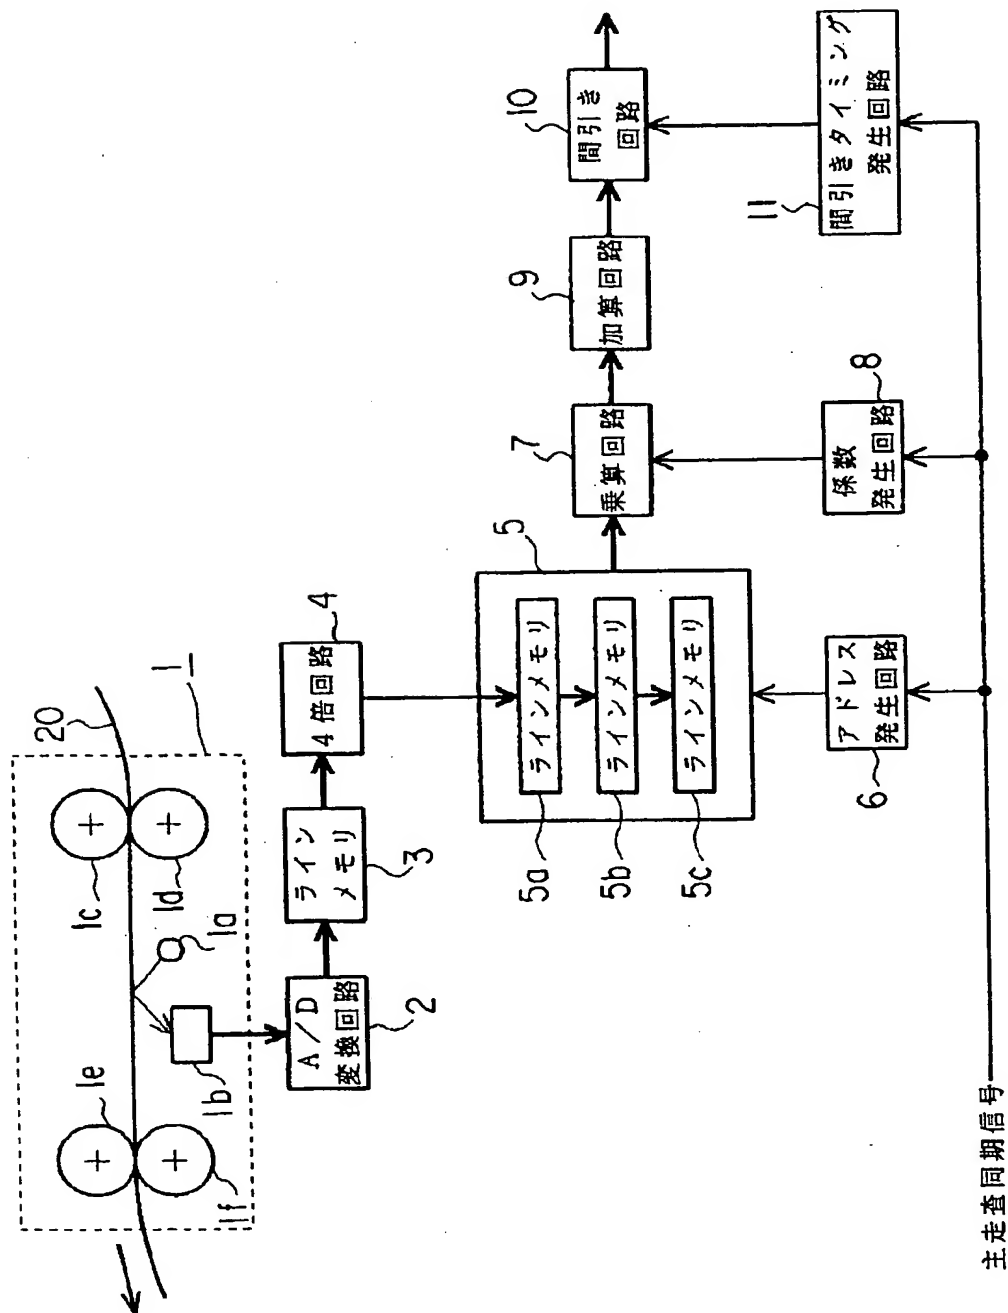 1
20
1c
1d
1a
1b
1e
1f
A/D
変換回路
2
ライン
メモリ
3
4倍回路
4
5
ラインメモリ
5a
ラインメモリ
5b
ラインメモリ
5c
アドレス
発生回路
6
乗算回路
7
係数
発生回路
8
加算回路
9
間引き
回路
10
間引きタイミング
発生回路
11
主走査同期信号